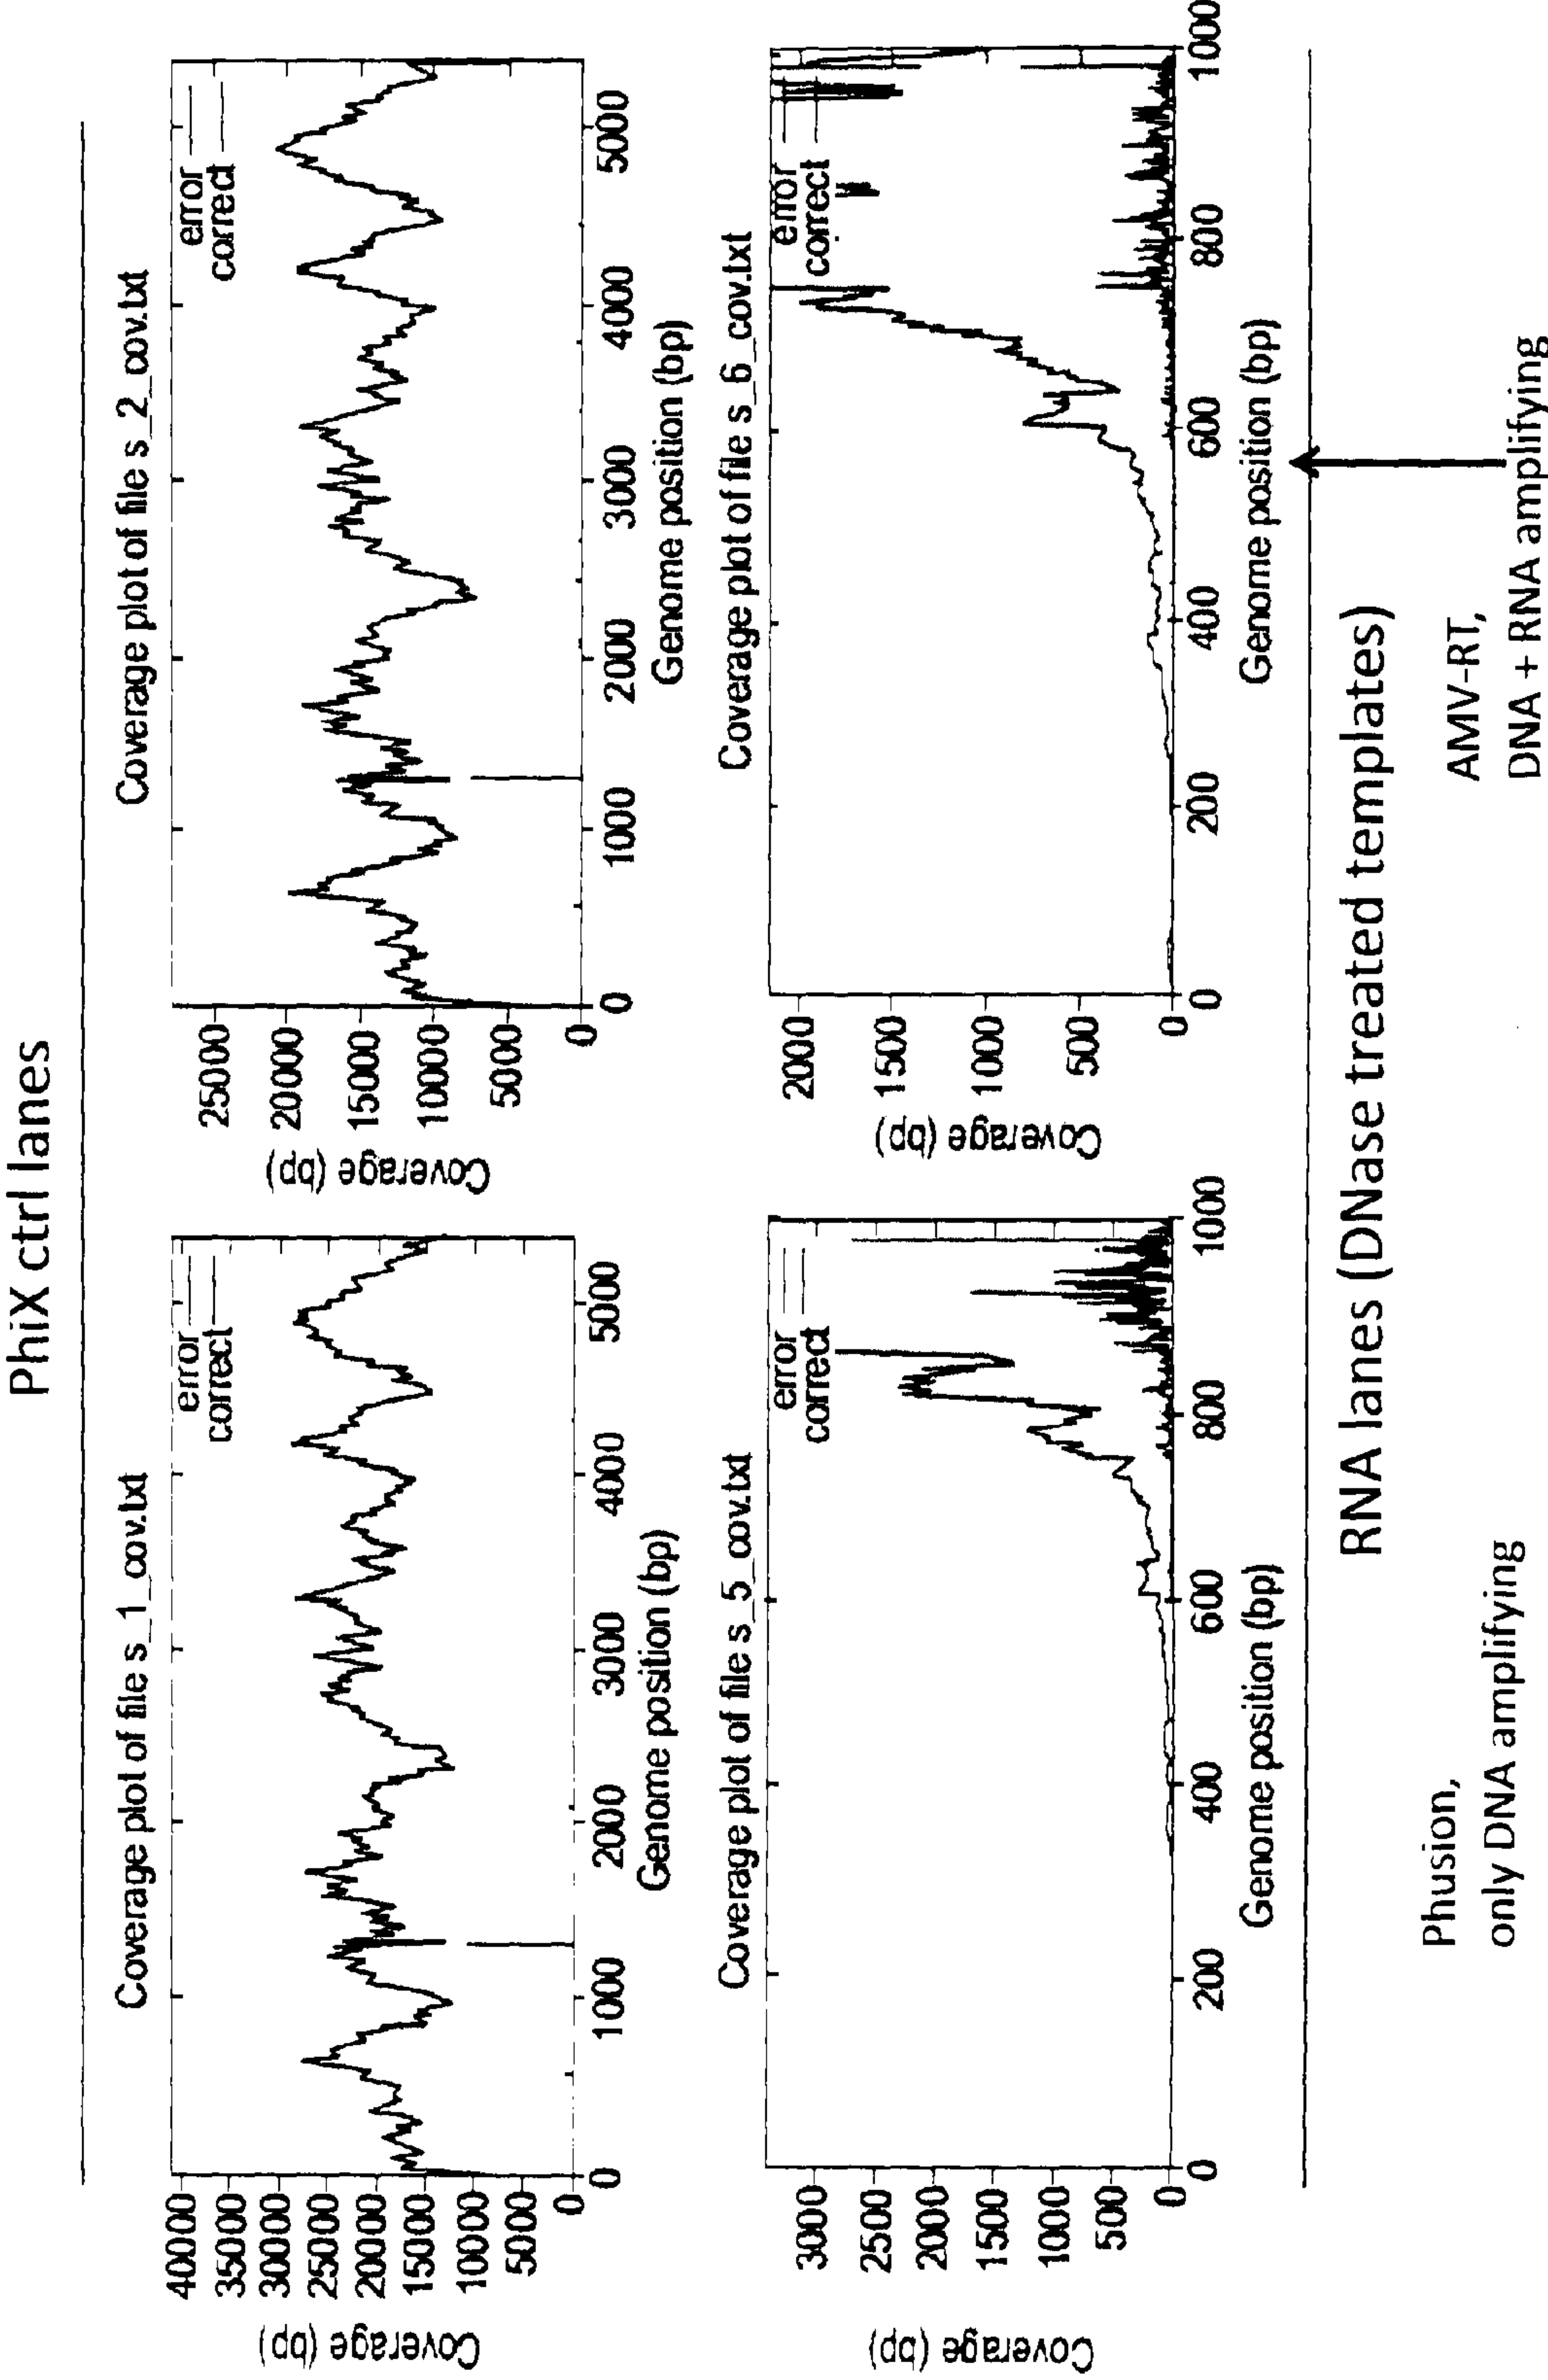 PhiX ctrl lanes
Coverage plot of file s_1_cov.txt
error
correct
40000
35000
30000
25000
20000
15000
10000
5000
0
Coverage (bp)
0 1000 2000 3000 4000 5000
Genome position (bp)
Coverage plot of file s_2_cov.txt
error
correct
25000
20000
15000
10000
5000
0
Coverage (bp)
0 1000 2000 3000 4000 5000
Genome position (bp)
Coverage plot of file s_5_cov.txt
error
correct
3000
2500
2000
1500
1000
500
0
Coverage (bp)
0 200 400 600 800 1000
Genome position (bp)
Coverage plot of file s_6_cov.txt
error
correct
2000
1500
1000
500
0
Coverage (bp)
0 200 400 600 800 1000
Genome position (bp)
RNA lanes (DNase treated templates)
Phusion,
only DNA amplifying
AMV-RT,
DNA + RNA amplifying